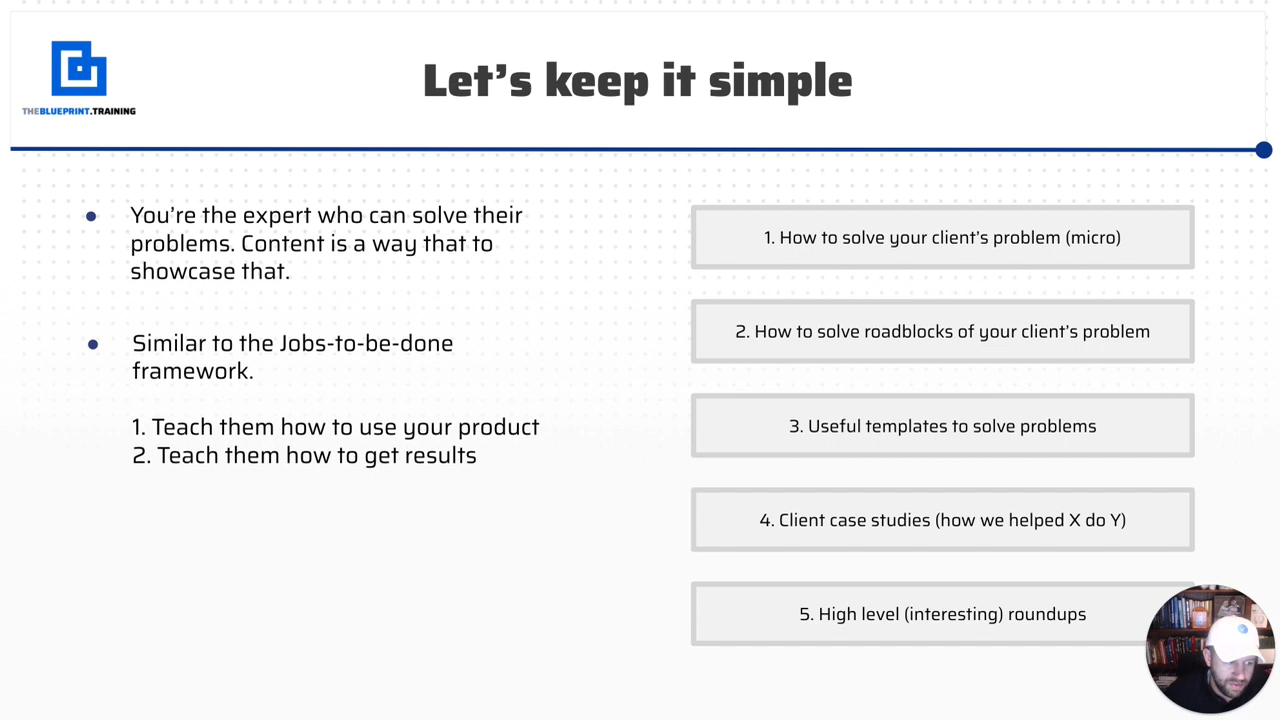 Let's keep it simple
THEBLUEPRINT.TRAINING
You're the expert who can solve their
problems. Content is a way that to
showcase that.
Similar to the Jobs-to-be-done
framework.
1. Teach them how to use your product
2. Teach them how to get results
1. How to solve your client's problem (micro)
2. How to solve roadblocks of your client's problem
3. Useful templates to solve problems
4. Client case studies (how we helped X do Y)
5. High level (interesting) roundups